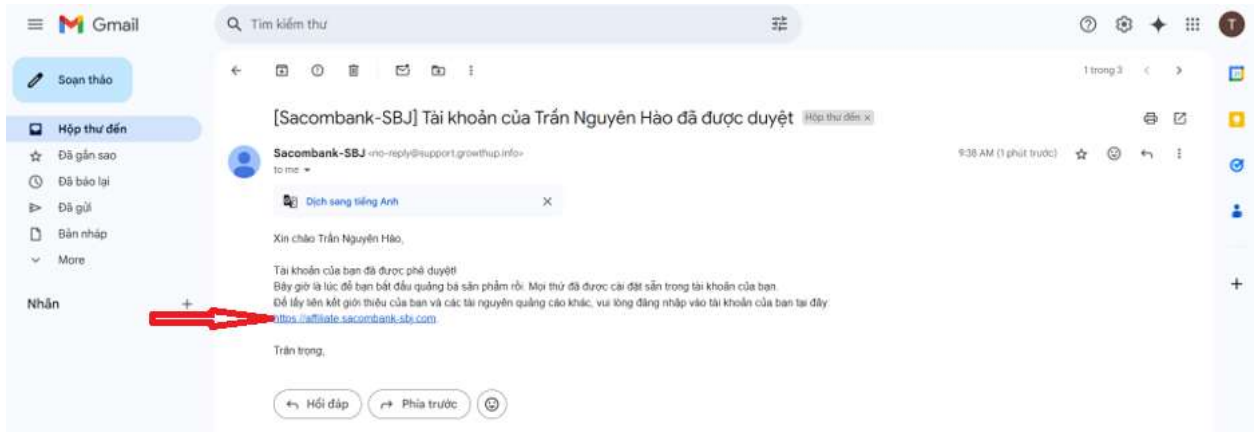 Gmail
Tìm kiếm thư
T
Soạn thảo
1 trong 3
[Sacombank-SBJ] Tài khoản của Trần Nguyên Hào đã được duyệt Hộp thư đến x
Hộp thư đến
Đã gắn sao
Đã báo lại
Đã gửi
Bản nháp
More
Nhãn
Sacombank-SBJ <no-reply@support.growthup.info>
9:38 AM (1 phút trước)
to me
Dịch sang tiếng Anh
Xin chào Trần Nguyên Hào,
Tài khoản của bạn đã được phê duyệt!
Bây giờ là lúc để bạn bắt đầu quảng bá sản phẩm rồi. Mọi thứ đã được cài đặt sẵn trong tài khoản của bạn.
Để lấy liên kết giới thiệu của bạn và các tài nguyên quảng cáo khác, vui lòng đăng nhập vào tài khoản của bạn tại đây:
https://affiliate.sacombank-sbj.com.
Trân trọng,
Hồi đáp
Phía trước